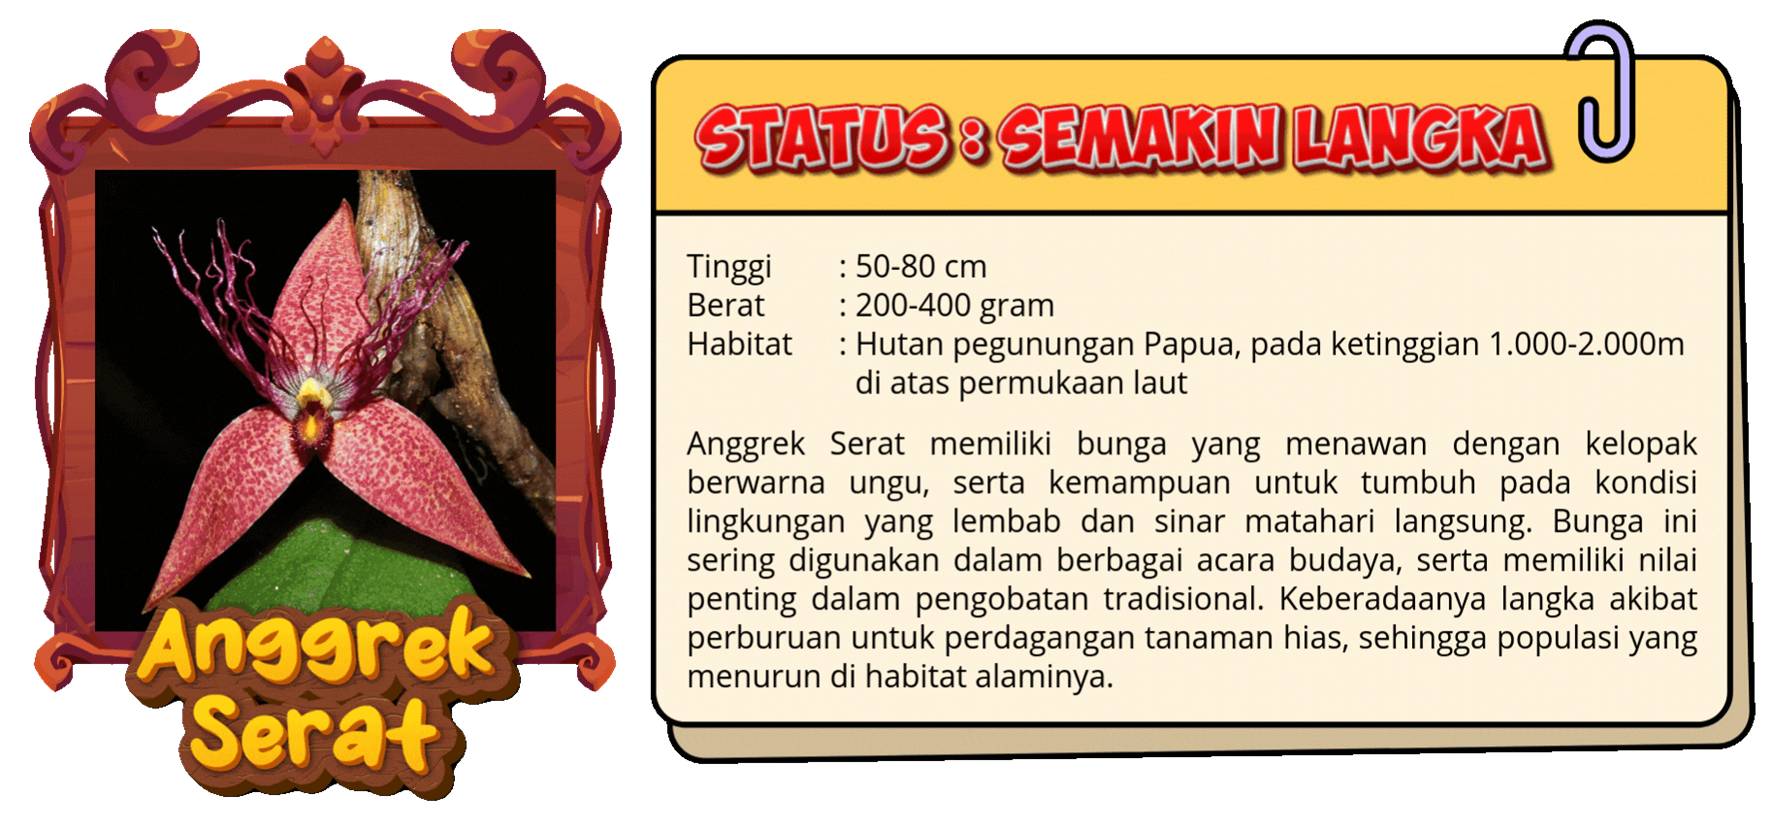 STATUS : SEMAKIN LANGKA
Tinggi : 50-80 cm
Berat : 200-400 gram
Habitat : Hutan pegunungan Papua, pada ketinggian 1.000-2.000m
di atas permukaan laut
Anggrek Serat memiliki bunga yang menawan dengan kelopak
berwarna ungu, serta kemampuan untuk tumbuh pada kondisi
lingkungan yang lembab dan sinar matahari langsung. Bunga ini
sering digunakan dalam berbagai acara budaya, serta memiliki nilai
penting dalam pengobatan tradisional. Keberadaanya langka akibat
perburuan untuk perdagangan tanaman hias, sehingga populasi yang
menurun di habitat alaminya.
Anggrek
Serat